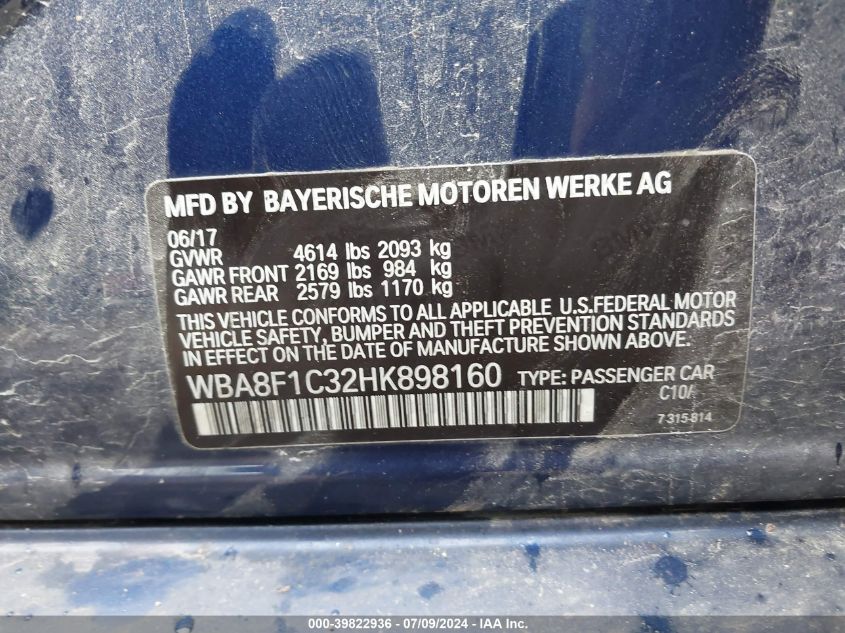 MFD BY BAYERISCHE MOTOREN WERKE AG
06/17
GVWR 4614 lbs 2093 kg
GAWR FRONT 2169 lbs 984 kg
GAWR REAR 2579 lbs 1170 kg
THIS VEHICLE CONFORMS TO ALL APPLICABLE U.S.FEDERAL MOTOR
VEHICLE SAFETY, BUMPER AND THEFT PREVENTION STANDARDS
IN EFFECT ON THE DATE OF MANUFACTURE SHOWN ABOVE.
WBA8F1C32HK898160 TYPE: PASSENGER CAR
C10/
7 315 814
000-39822936 - 07/09/2024 - WEST